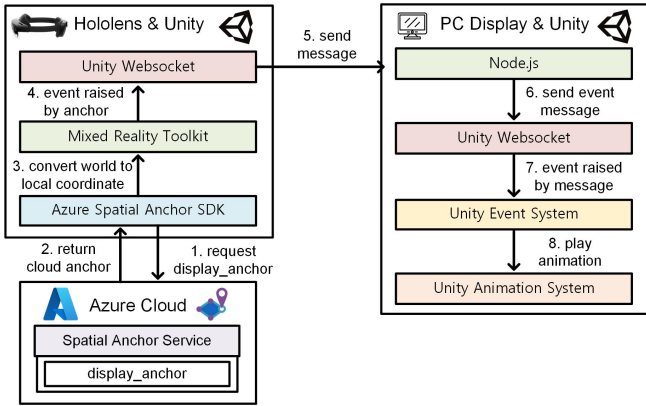 Hololens & Unity
Unity Websocket
4. event raised
by anchor
Mixed Reality Toolkit
3. convert world to
local coordinate
Azure Spatial Anchor SDK
2. return
cloud anchor
1. request
display_anchor
Azure Cloud
Spatial Anchor Service
display_anchor
5. send
message
PC Display & Unity
Node.js
6. send event
message
Unity Websocket
7. event raised
by message
Unity Event System
8. play
animation
Unity Animation System